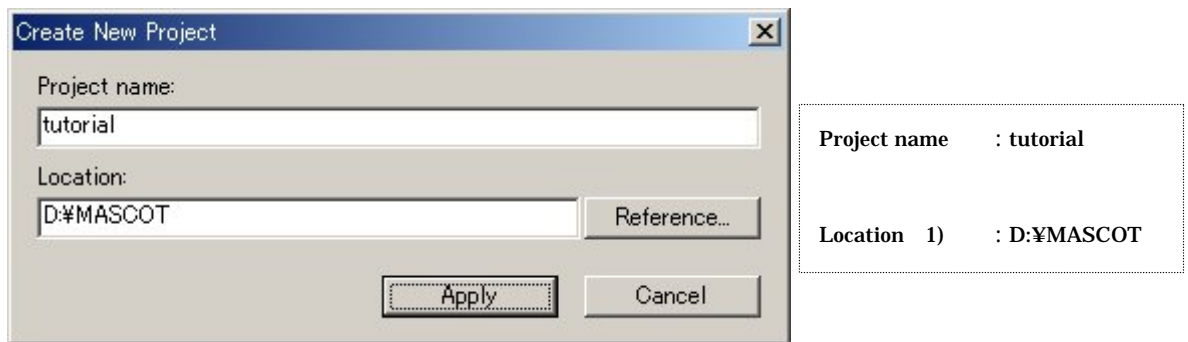 Create New Project
Project name:
tutorial
Location:
D:¥MASCOT
Reference...
Apply Cancel
Project name : tutorial
Location 1) : D:¥MASCOT